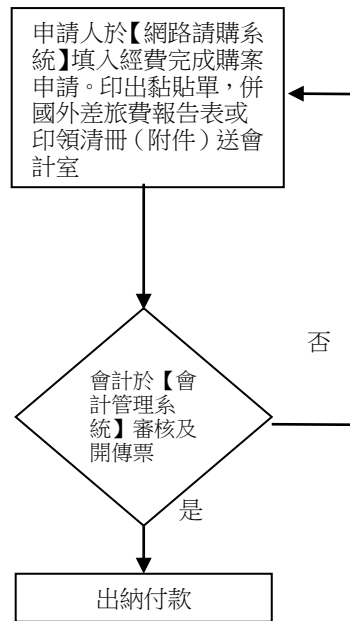 申請人於【網路請購系
統】填入經費完成購案
申請。印出黏貼單，併
國外差旅費報告表或
印領清冊（附件）送會
計室
否
會計於【會
計管理系
統】審核及
開傳票
是
出納付款